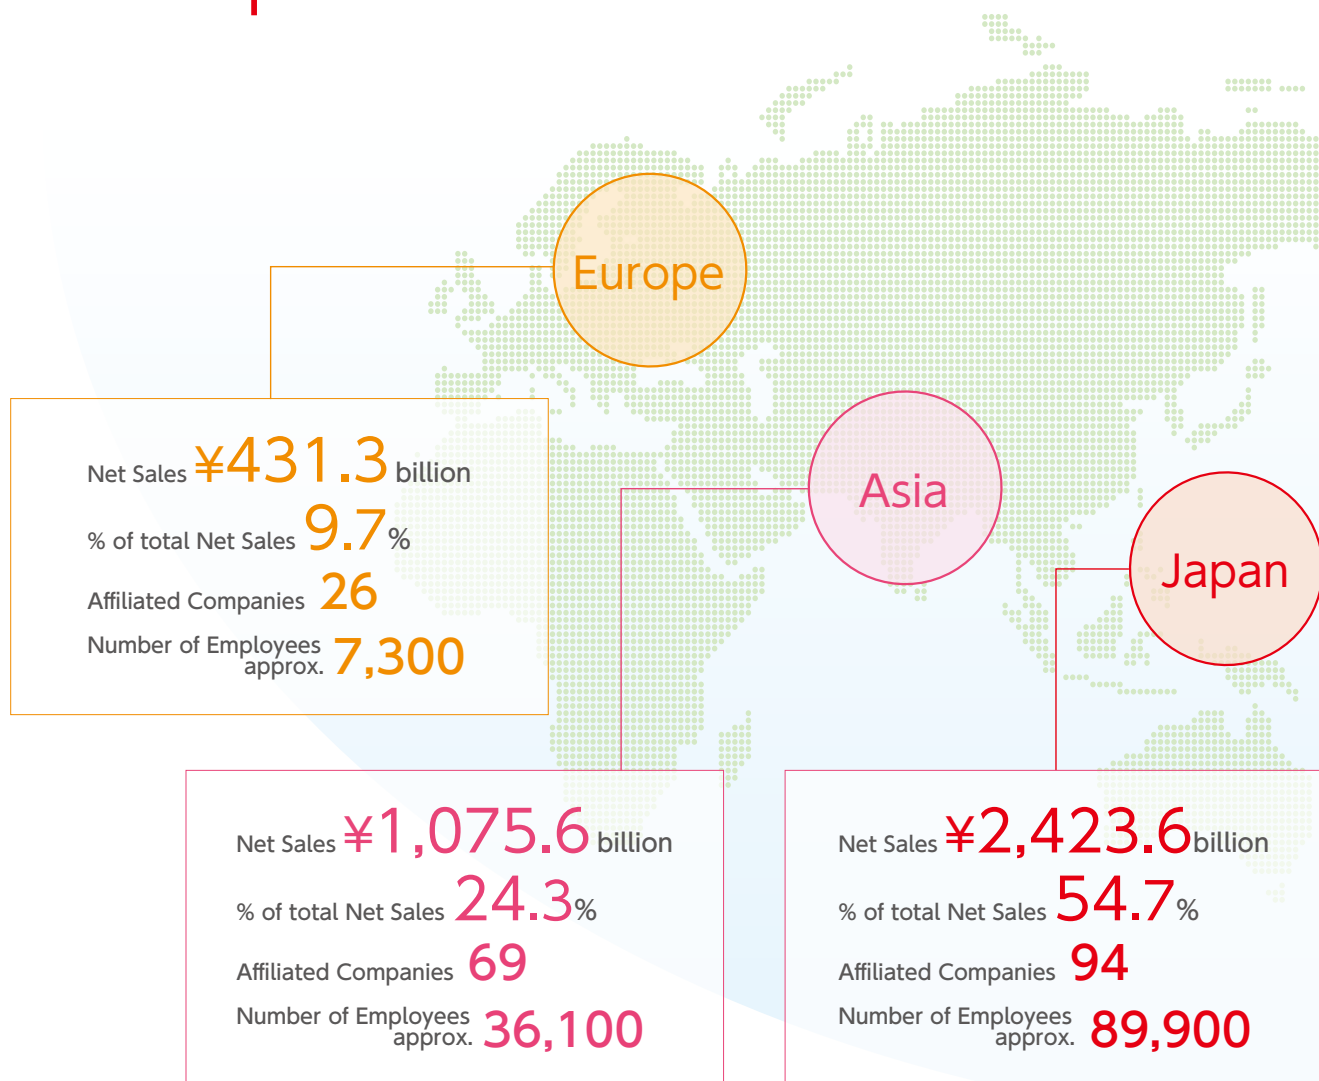 Europe
Net Sales ¥431.3 billion
% of total Net Sales 9.7%
Affiliated Companies 26
Number of Employees
approx. 7,300
Asia
Net Sales ¥1,075.6 billion
% of total Net Sales 24.3%
Affiliated Companies 69
Number of Employees
approx. 36,100
Japan
Net Sales ¥2,423.6 billion
% of total Net Sales 54.7%
Affiliated Companies 94
Number of Employees
approx. 89,900